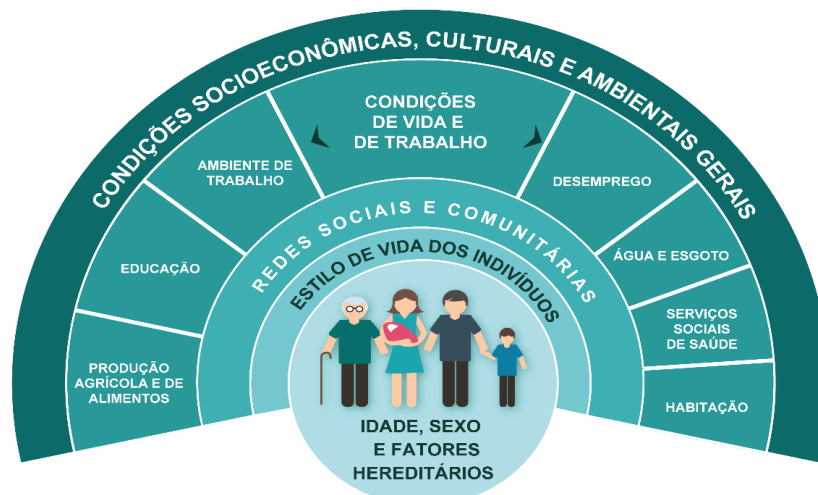 CONDIÇÕES SOCIOECONÔMICAS, CULTURAIS E AMBIENTAIS GERAIS
CONDIÇÕES
DE VIDA E
DE TRABALHO
AMBIENTE DE
TRABALHO
DESEMPREGO
EDUCAÇÃO
ÁGUA E ESGOTO
PRODUÇÃO
AGRÍCOLA E DE
ALIMENTOS
SERVIÇOS
SOCIAIS
DE SAÚDE
HABITAÇÃO
REDES SOCIAIS E COMUNITÁRIAS
ESTILO DE VIDA DOS INDIVÍDUOS
IDADE, SEXO
E FATORES
HEREDITÁRIOS